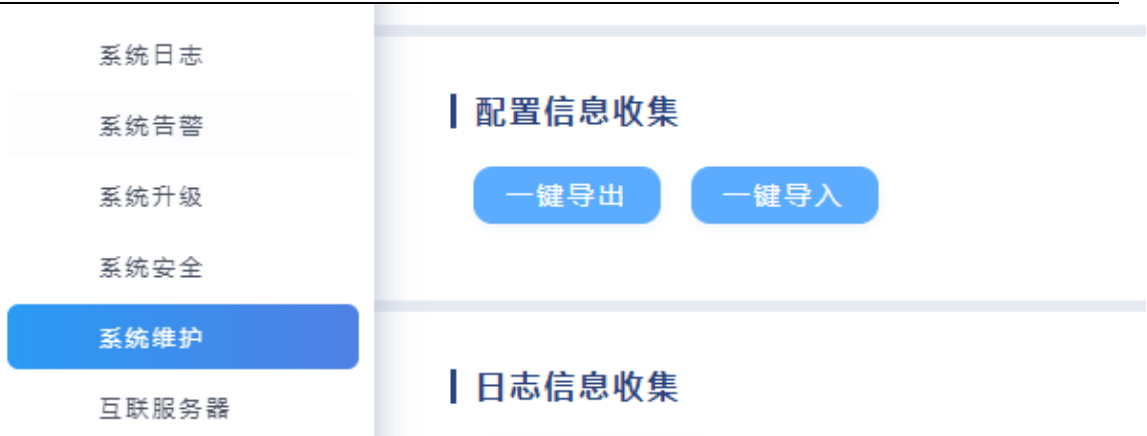 系统日志
系统告警
系统升级
系统安全
系统维护
互联服务器
配置信息收集
一键导出 一键导入
日志信息收集